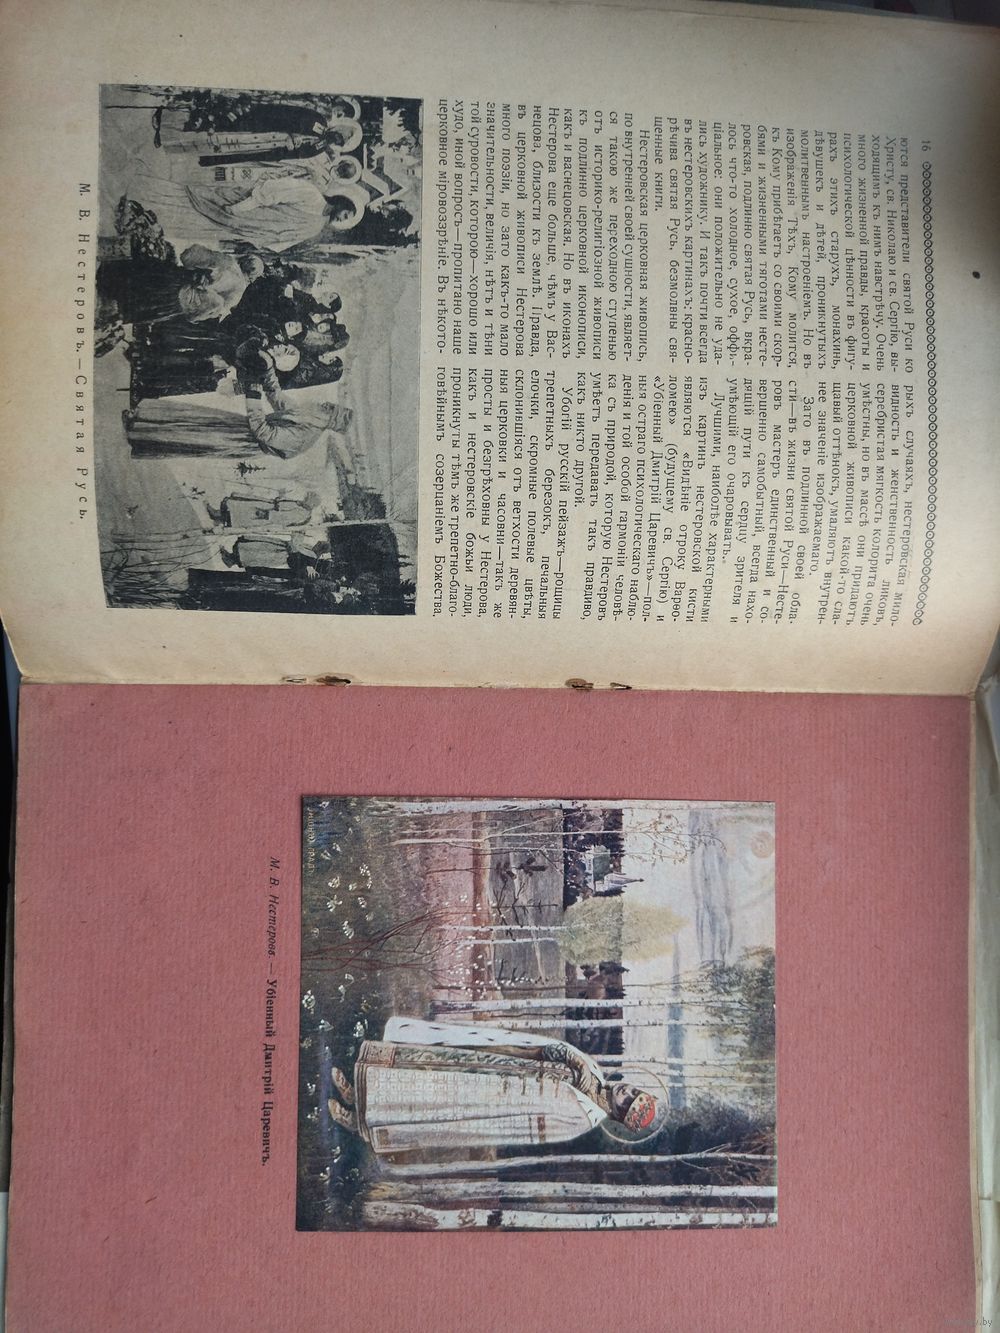 16
ются представители святой Руси ко
Христу, св. Николаю и св. Сергію, вы-
ходящимъ къ нимъ навстрѣчу. Очень
много жизненной правды, красоты и
психологической цѣнности въ фигу-
рахъ этихъ старухъ, монахинь,
дѣвушекъ и дѣтей, проникнутыхъ
молитвеннымъ настроеніемъ. Но въ
изображенія Тѣхъ, Кому молится,
къ Кому прибѣгаетъ со своими скор-
бями и жизненными тяготами несте-
ровская, подлинно святая Русь, вкра-
лось что-то холодное, сухое, оффи-
ціальное: они положительно не уда-
лись художнику. И такъ почти всегда
въ нестеровскихъ картинахъ: красно-
рѣчива святая Русь, безмолвны свя-
щенные книги.
Нестеровская церковная живопись,
по внутренней своей сущности, являет-
ся такою же переходною ступенью
отъ историко-религіозной живописи
къ подлинно церковной иконописи,
какъ и васнецовская. Но въ иконахъ
Нестерова еще больше, чѣмъ у Вас-
нецова, близости къ землѣ. Правда,
въ церковной живописи Нестерова
много поэзіи, но зато какъ-то мало
значительности, величія, нѣтъ и тѣни
той суровости, которою—хорошо или
худо, иной вопросъ—пропитано наше
церковное міровоззрѣніе. Въ нѣкото-
рыхъ случаяхъ, нестеровская мило-
видность и женственность ликовъ,
серебристая мягкость колорита очень
умѣстны, но въ массѣ они придаютъ
церковной живописи какой-то сла-
щавый оттѣнокъ, умаляютъ внутрен-
нее значеніе изображаемаго.
Зато въ подлинной своей обла-
сти—въ жизни святой Руси—Несте-
ровъ мастеръ единственный и со-
вершенно самобытный, всегда нахо-
дящій пути къ сердцу зрителя и
умѣющій его очаровывать.
Лучшими, наиболѣе характерными
изъ картинъ нестеровской кисти
являются «Видѣніе отроку Варѳо-
ломею» (будущему св. Сергію) и
«Убіенный Дмитрій Царевичъ»—пол-
ныя остраго психологическаго наблю-
денія и той особой гармоніи человѣ-
ка съ природой, которую Нестеровъ
умѣетъ передавать такъ правдиво,
какъ никто другой.
Убогій русскій пейзажъ—рощицы
трепетныхъ березокъ, печальныя
елочки, скромные полевые цвѣты,
склонившіяся отъ ветхости деревян-
ныя церковки и часовни—такъ же
просты и безгрѣховны у Нестерова,
какъ и нестеровскіе божьи люди,
проникнуты тѣмъ же трепетно-благо-
говѣйнымъ созерцаніемъ Божества
М. В. Нестеровъ.—Святая Русь.
М. В. Нестеровъ. — Убіенный Дмитрій Царевичъ.